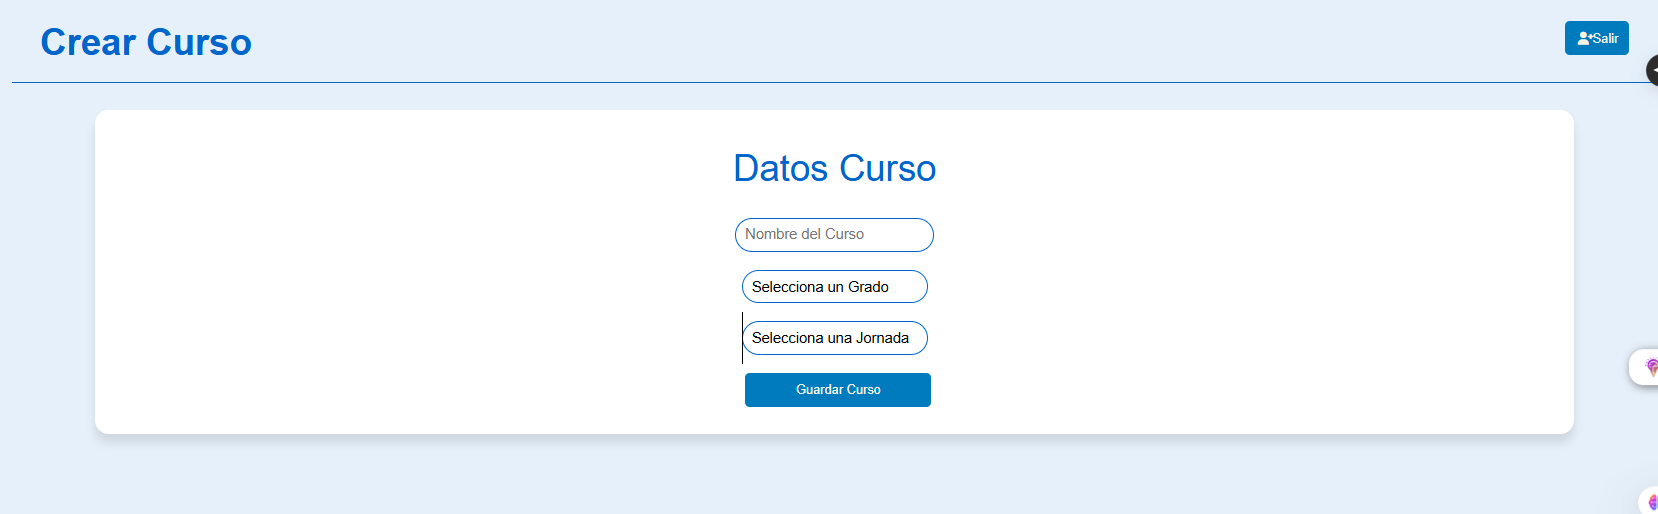 Crear Curso
Salir
Datos Curso
Nombre del Curso
Selecciona un Grado
Selecciona una Jornada
Guardar Curso